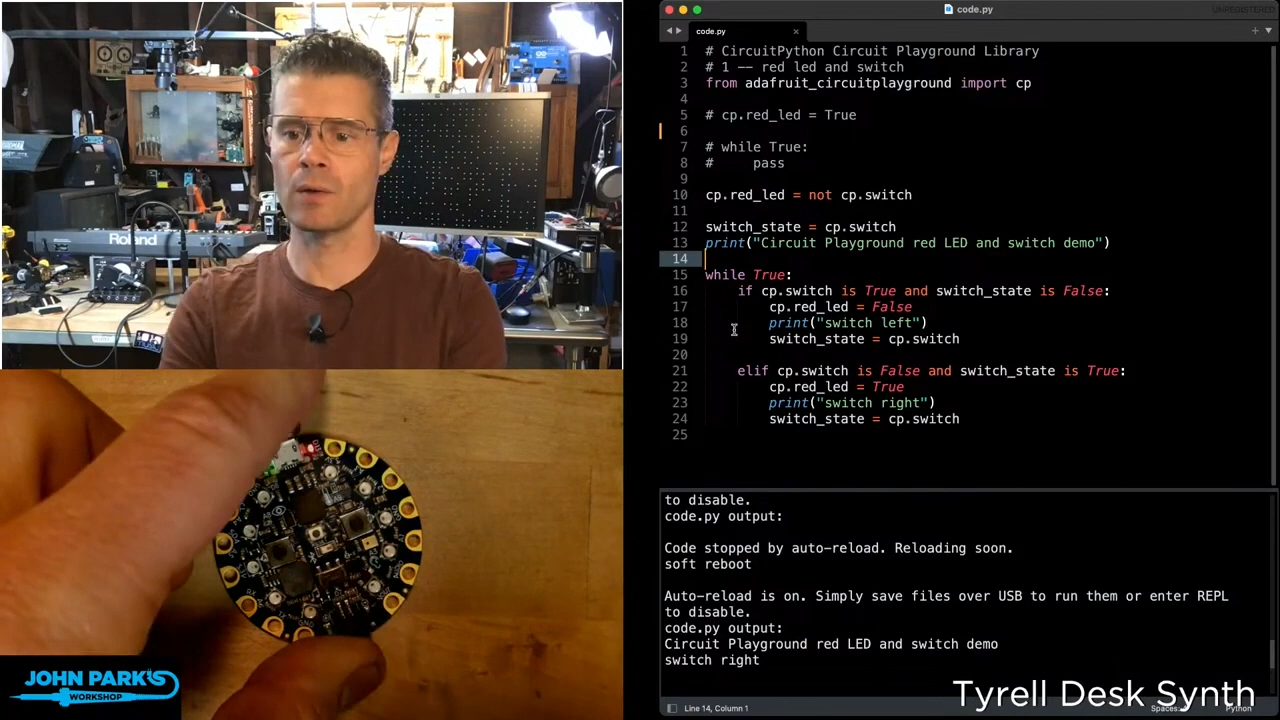 code.py
UNREGISTERED
code.py
1 # CircuitPython Circuit Playground Library
2 # 1 -- red led and switch
3 from adafruit_circuitplayground import cp
4
5 # cp.red_led = True
6
7 # while True:
8 #     pass
9
10 cp.red_led = not cp.switch
11
12 switch_state = cp.switch
13 print("Circuit Playground red LED and switch demo")
14
15 while True:
16     if cp.switch is True and switch_state is False:
17         cp.red_led = False
18         print("switch left")
19         switch_state = cp.switch
20
21     elif cp.switch is False and switch_state is True:
22         cp.red_led = True
23         print("switch right")
24         switch_state = cp.switch
25
to disable.
code.py output:
Code stopped by auto-reload. Reloading soon.
soft reboot
Auto-reload is on. Simply save files over USB to run them or enter REPL
to disable.
code.py output:
Circuit Playground red LED and switch demo
switch right
Line 14, Column 1
Python
Tyrell Desk Synth
Roland
JOHN PARK'S
WORKSHOP